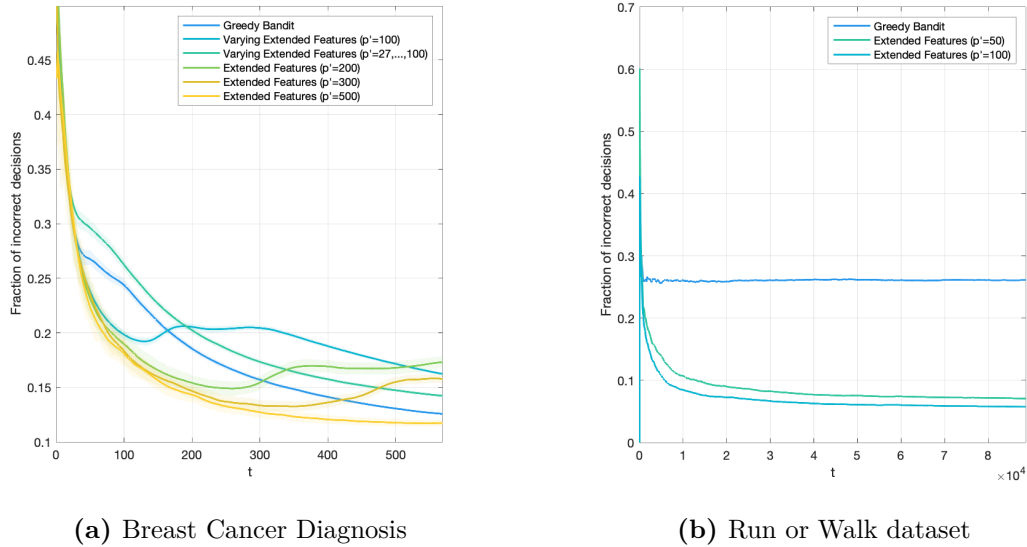 Greedy Bandit
Varying Extended Features (p'=100)
Varying Extended Features (p'=27,...,100)
Extended Features (p'=200)
Extended Features (p'=300)
Extended Features (p'=500)
0.45
0.4
0.35
0.3
0.25
0.2
0.15
0.1
Fraction of incorrect decisions
0
100
200
300
400
500
t
(a) Breast Cancer Diagnosis
Greedy Bandit
Extended Features (p'=50)
Extended Features (p'=100)
0.7
0.6
0.5
0.4
0.3
0.2
0.1
0
Fraction of incorrect decisions
0
1
2
3
4
5
6
7
8
t
×10^4
(b) Run or Walk dataset